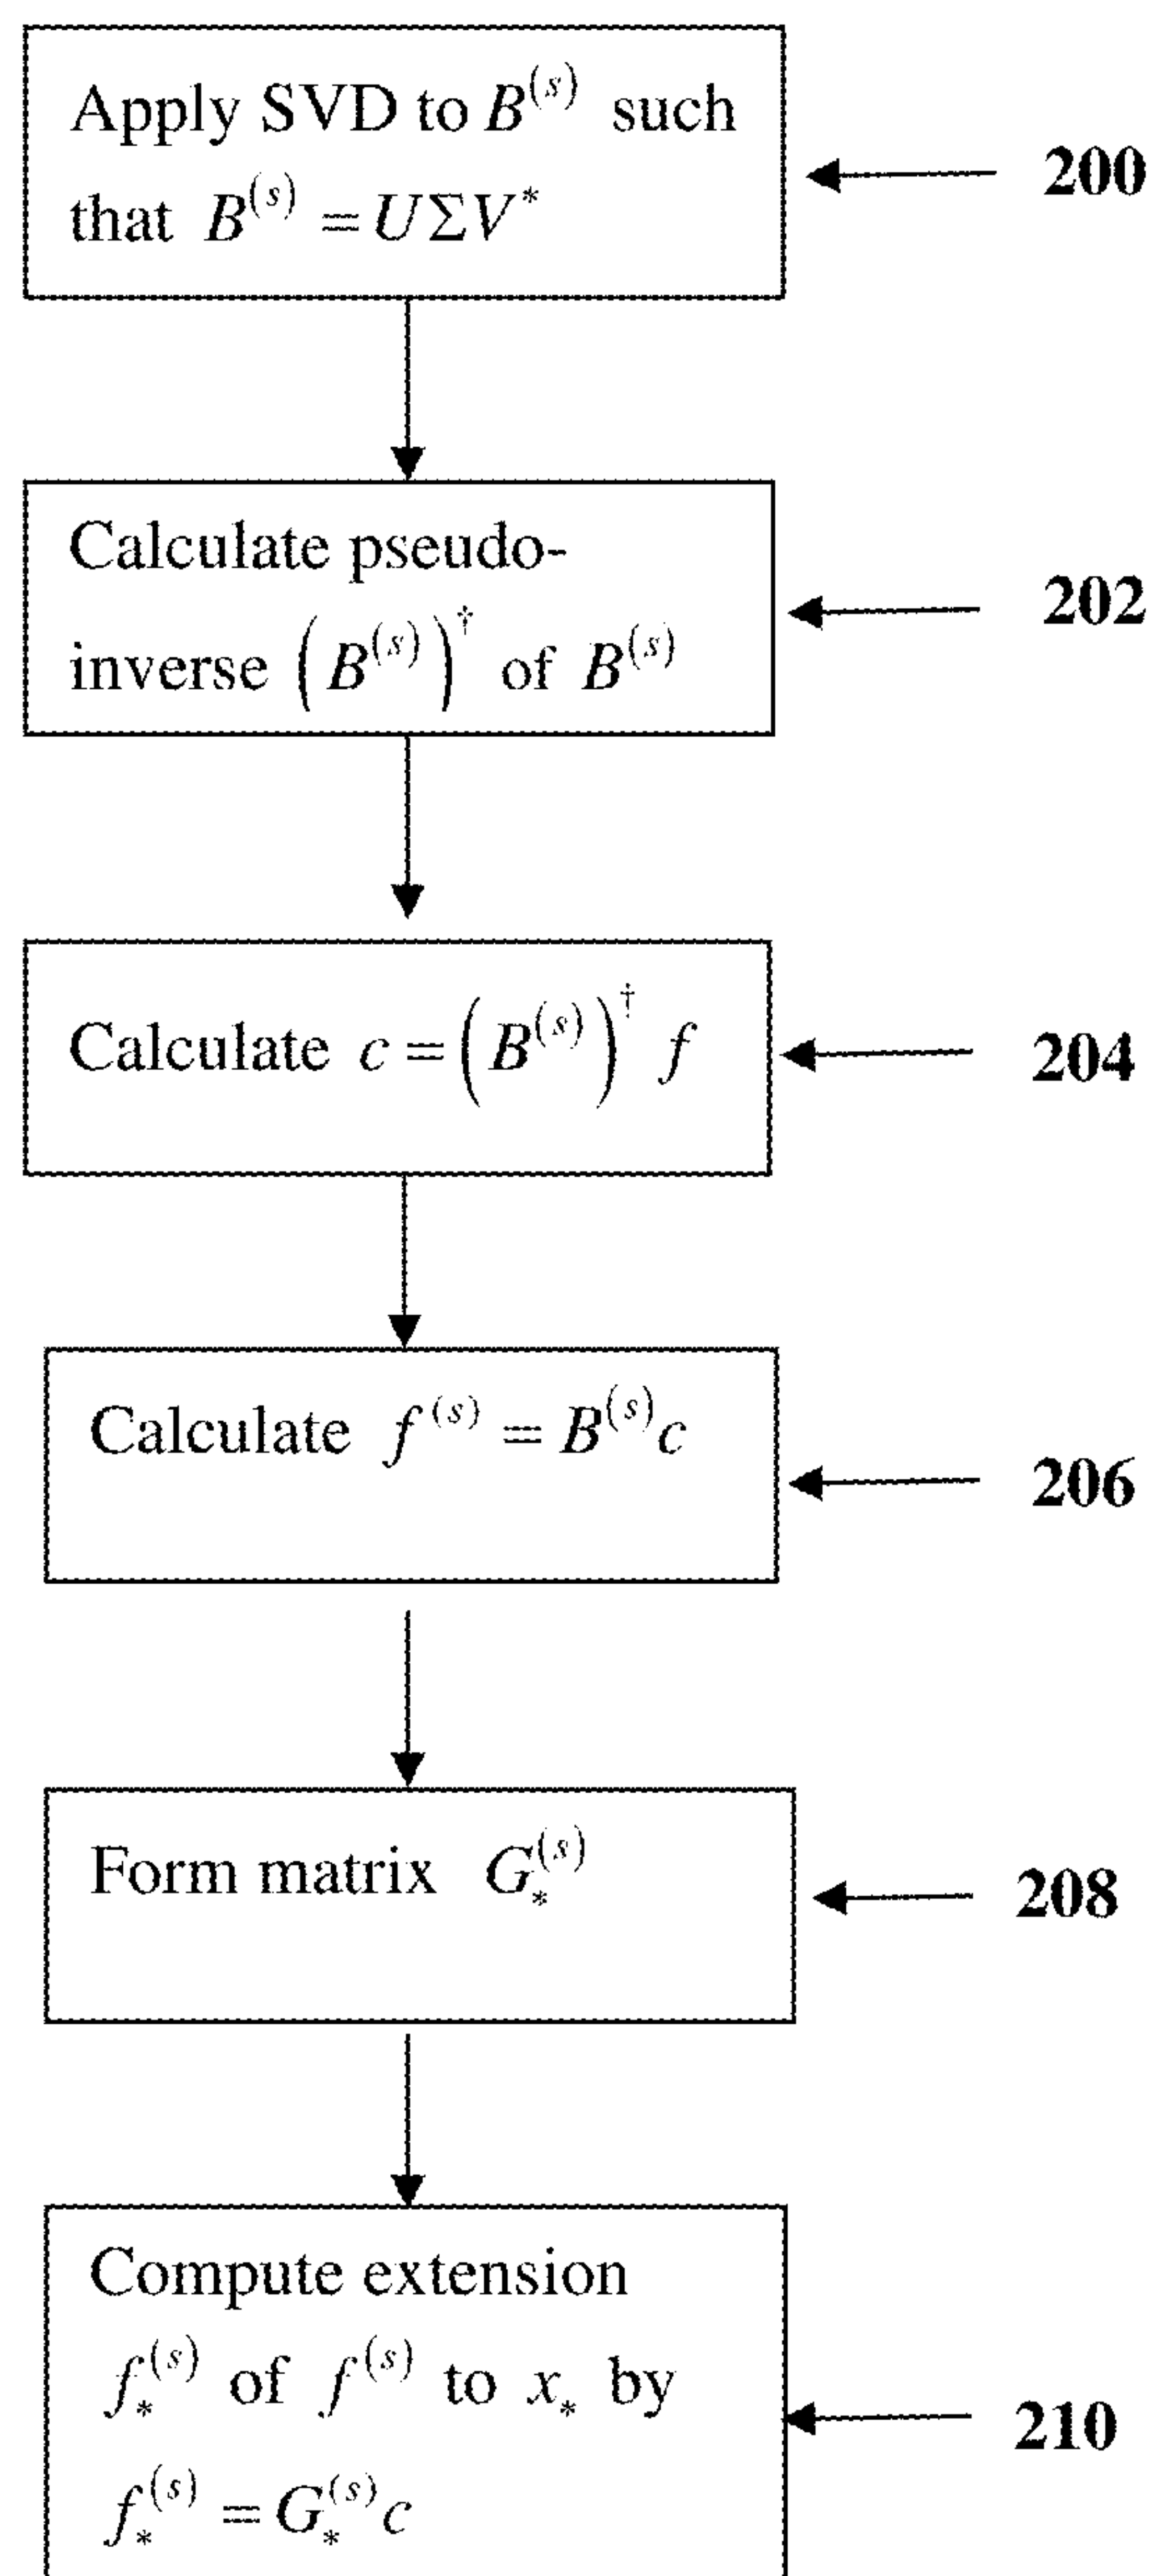 Apply SVD to B^(s) such
that B^(s) = UΣV*
200
Calculate pseudo-
inverse (B^(s))^† of B^(s)
202
Calculate c = (B^(s))^† f
204
Calculate f^(s) = B^(s)c
206
Form matrix G_*^(s)
208
Compute extension
f_*^(s) of f^(s) to x_* by
f_*^(s) = G_*^(s)c
210